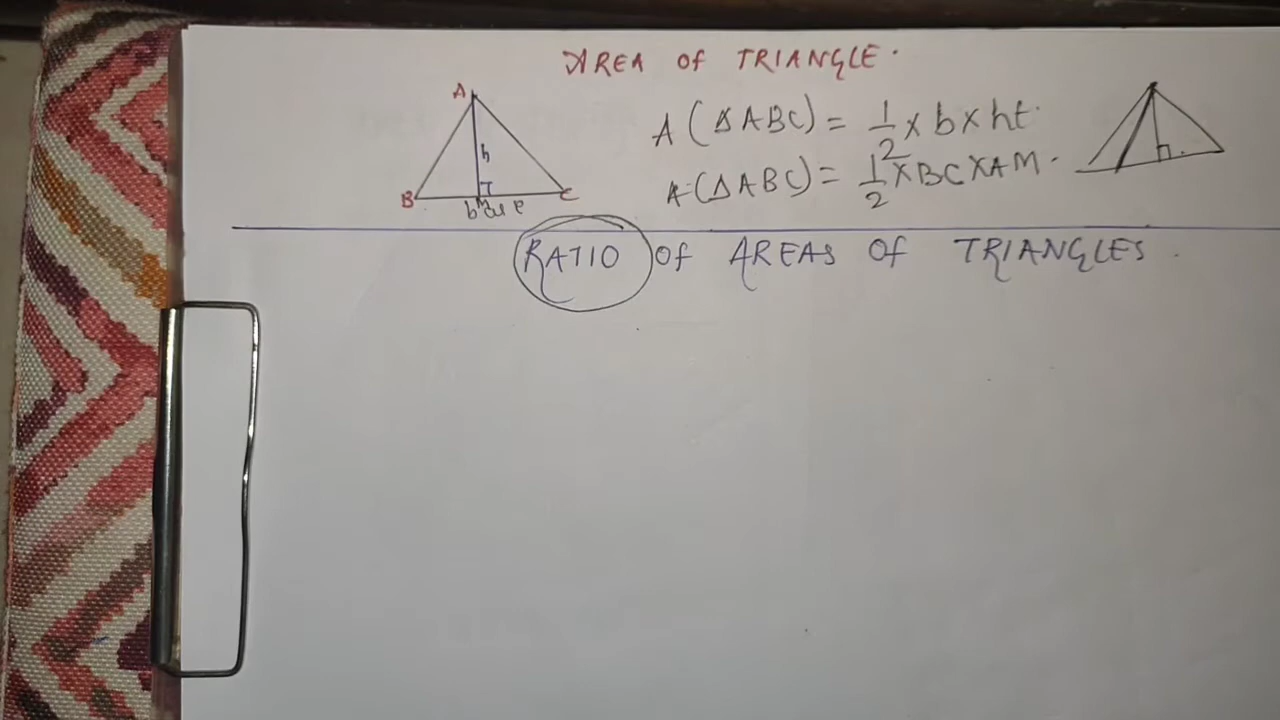 AREA OF TRIANGLE.
A
A (△ABC) = 1/2 × b × ht.
h
A (△ABC) = 1/2 × BC × AM.
B M C
base
RATIO OF AREAS OF TRIANGLES.